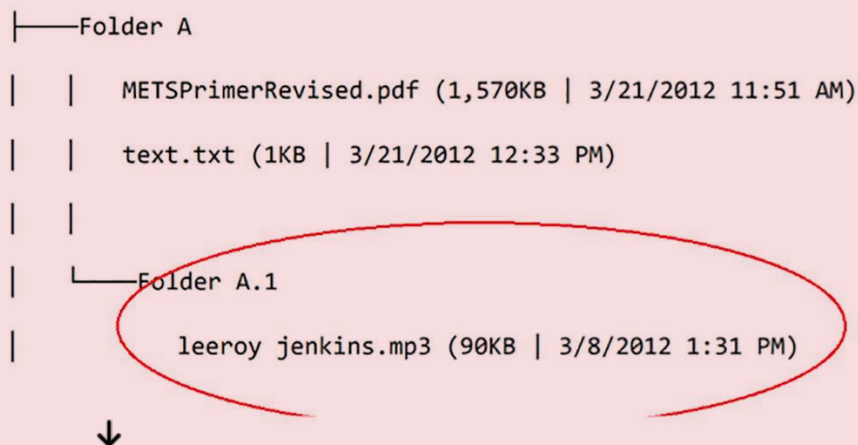 ├───Folder A
│   │   METSPrimerRevised.pdf (1,570KB | 3/21/2012 11:51 AM)
│   │   text.txt (1KB | 3/21/2012 12:33 PM)
│   │
│   └───Folder A.1
│           leeroy jenkins.mp3 (90KB | 3/8/2012 1:31 PM)
↓